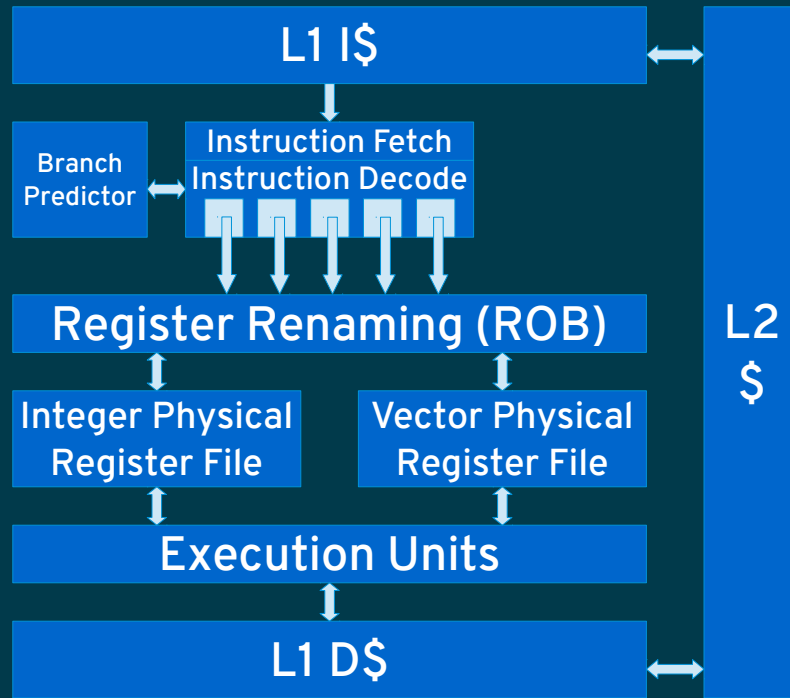 L1 I$
Instruction Fetch
Branch
Predictor
Instruction Decode
Register Renaming (ROB)
Integer Physical
Register File
Vector Physical
Register File
Execution Units
L1 D$
L2
$